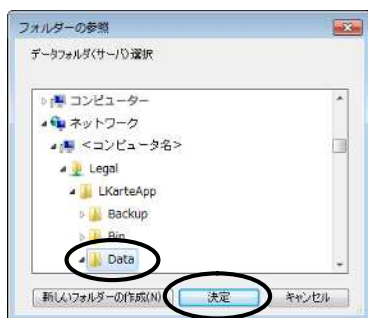 フォルダーの参照
データフォルダ(サーバ)選択
コンピューター
ネットワーク
<コンピュータ名>
Legal
LKarteApp
Backup
Bin
Data
新しいフォルダーの作成(N)
決定
キャンセル